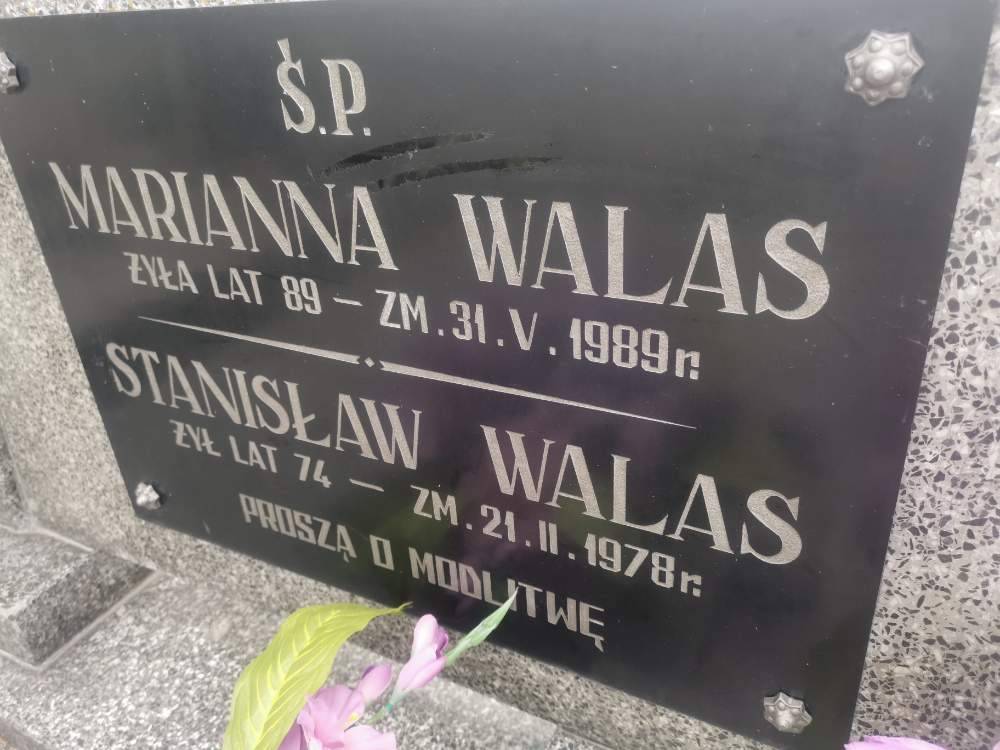 Ś.P.
MARIANNA WALAS
ŻYŁA LAT 89 – ZM. 31. V. 1989 r.
STANISŁAW WALAS
ŻYŁ LAT 74 – ZM. 21. II. 1978 r.
PROSZĄ O MODLITWĘ